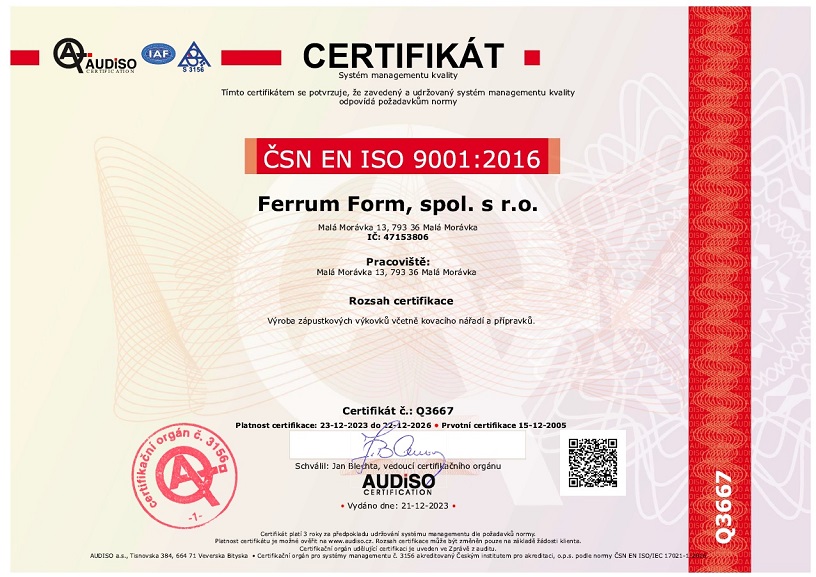 AUDISO
CERTIFICATION
IAF
S 3156
CERTIFIKÁT
Systém managementu kvality
Tímto certifikátem se potvrzuje, že zavedený a udržovaný systém managementu kvality
odpovídá požadavkům normy
ČSN EN ISO 9001:2016
Ferrum Form, spol. s r.o.
Malá Morávka 13, 793 36 Malá Morávka
IČ: 47153806
Pracoviště:
Malá Morávka 13, 793 36 Malá Morávka
Rozsah certifikace
Výroba zápustkových výkovků včetně kovacího nářadí a přípravků.
Certifikát č.: Q3667
Platnost certifikace: 23-12-2023 do 22-12-2026 • Prvotní certifikace 15-12-2005
Schválil: Jan Blechta, vedoucí certifikačního orgánu
AUDiSO
CERTIFICATION
• Vydáno dne: 21-12-2023 •
certifikační orgán č. 3156
-1-
Q3667
Certifikát platí 3 roky za předpokladu udržování systému managementu dle požadavků normy.
Platnost certifikátu je možné ověřit na www.audiso.cz. Rozsah certifikace může být změněn pouze na základě žádosti klienta.
Certifikační orgán udělující certifikaci je uveden ve Zprávě z auditu.
AUDISO a.s., Tisnovska 384, 664 71 Veverska Bityska • Certifikační orgán pro systémy managementu č. 3156 akreditovaný Českým institutem pro akreditaci, o.p.s. podle normy ČSN EN ISO/IEC 17021-1:2016